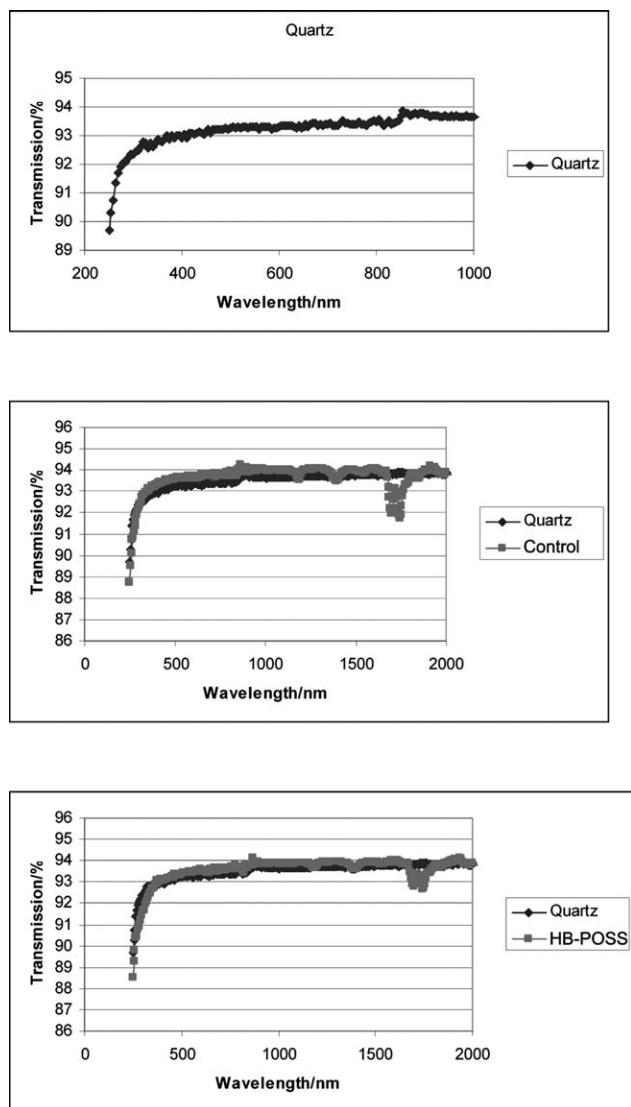 Quartz
95
94
93
92
91
90
89
200 400 600 800 1000
Transmission/%
Wavelength/nm
Quartz
96
95
94
93
92
91
90
89
88
87
86
0 500 1000 1500 2000
Transmission/%
Wavelength/nm
Quartz
Control
96
95
94
93
92
91
90
89
88
87
86
0 500 1000 1500 2000
Transmission/%
Wavelength/nm
Quartz
HB-POSS